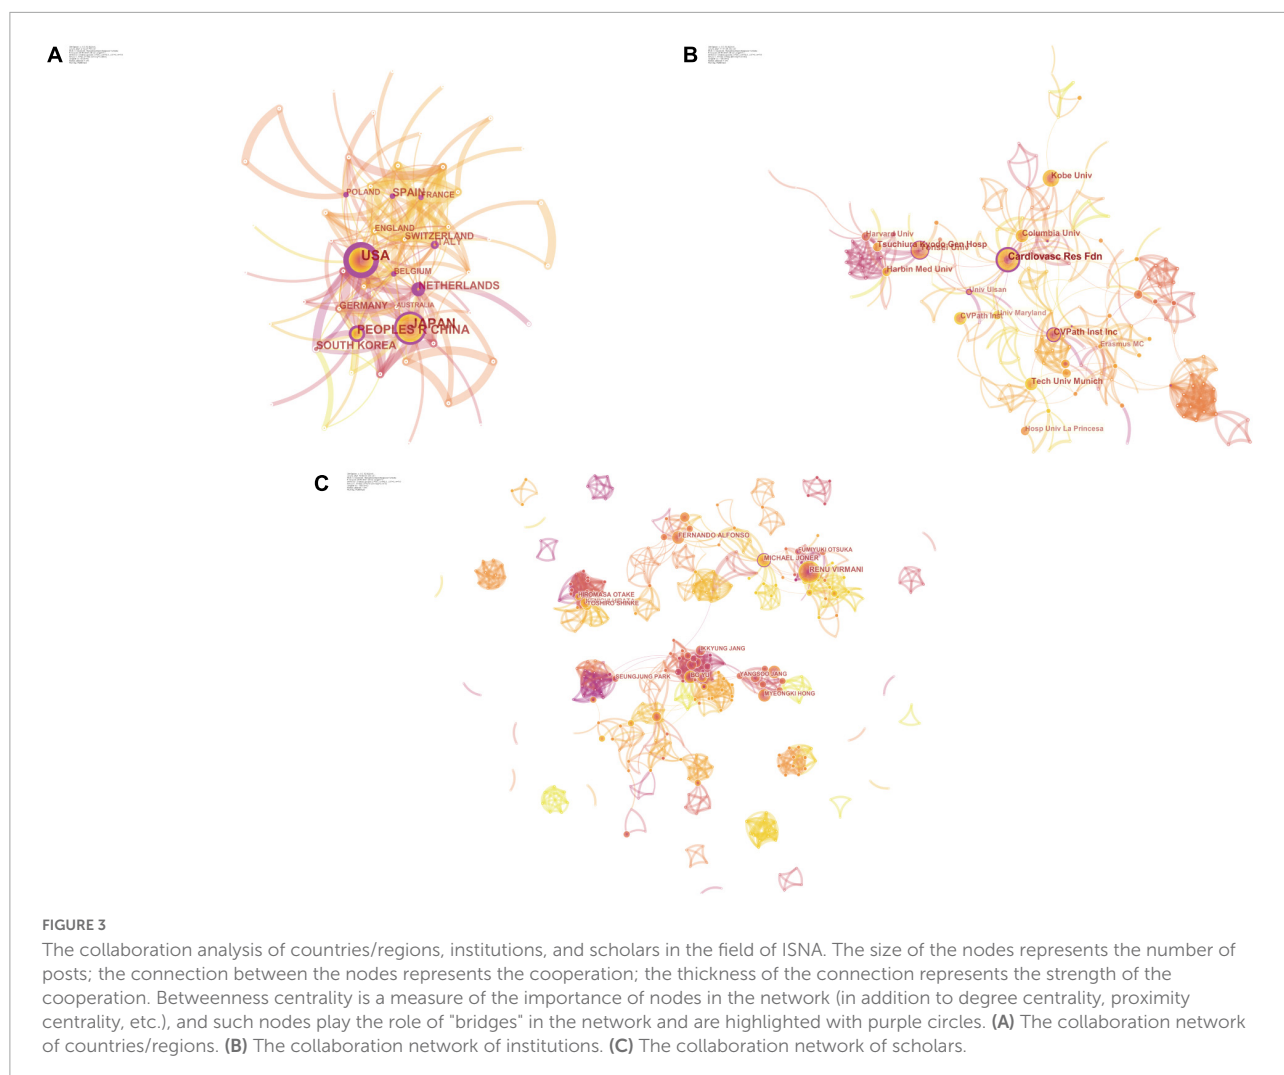 A
B
POLAND
SPAIN
FRANCE
ENGLAND
SWITZERLAND
ITALY
USA
BELGIUM
NETHERLANDS
GERMANY
AUSTRALIA
JAPAN
PEOPLES R CHINA
SOUTH KOREA
Kobe Univ
Harvard Univ
Columbia Univ
Tsuchiura Kyodo Gen Hosp
Yonsei Univ
Cardiovasc Res Fdn
Harbin Med Univ
Univ Ulsan
CVPath Inst
Univ Maryland
CVPath Inst Inc
Erasmus MC
Tech Univ Munich
Hosp Univ La Princesa
C
FERNANDO ALFONSO
FUMIYUKI OTSUKA
MICHAEL JONER
RENU VIRMANI
HIROMASA OTAKE
TOSHIRO SHINKE
IKKYUNG JANG
SEUNGJUNG PARK
BO YU
YANGSOO JANG
MYEONGKI HONG
FIGURE 3
The collaboration analysis of countries/regions, institutions, and scholars in the field of ISNA. The size of the nodes represents the number of
posts; the connection between the nodes represents the cooperation; the thickness of the connection represents the strength of the
cooperation. Betweenness centrality is a measure of the importance of nodes in the network (in addition to degree centrality, proximity
centrality, etc.), and such nodes play the role of "bridges" in the network and are highlighted with purple circles. (A) The collaboration network
of countries/regions. (B) The collaboration network of institutions. (C) The collaboration network of scholars.